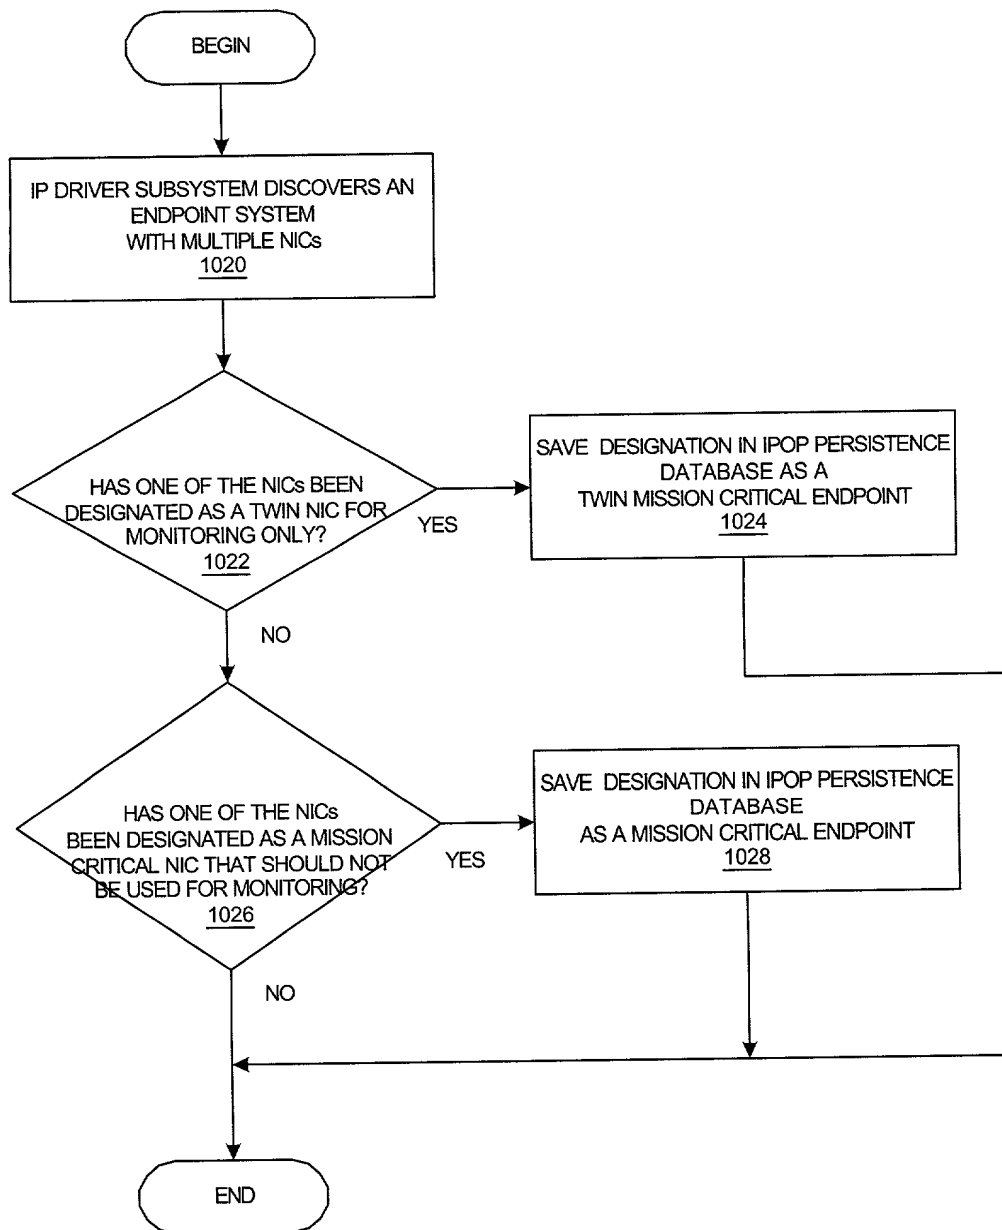 BEGIN
IP DRIVER SUBSYSTEM DISCOVERS AN
ENDPOINT SYSTEM
WITH MULTIPLE NICs
1020
HAS ONE OF THE NICs BEEN
DESIGNATED AS A TWIN NIC FOR
MONITORING ONLY?
1022
YES
NO
SAVE DESIGNATION IN IPOP PERSISTENCE
DATABASE AS A
TWIN MISSION CRITICAL ENDPOINT
1024
HAS ONE OF THE NICs
BEEN DESIGNATED AS A MISSION
CRITICAL NIC THAT SHOULD NOT
BE USED FOR MONITORING?
1026
YES
NO
SAVE DESIGNATION IN IPOP PERSISTENCE
DATABASE
AS A MISSION CRITICAL ENDPOINT
1028
END